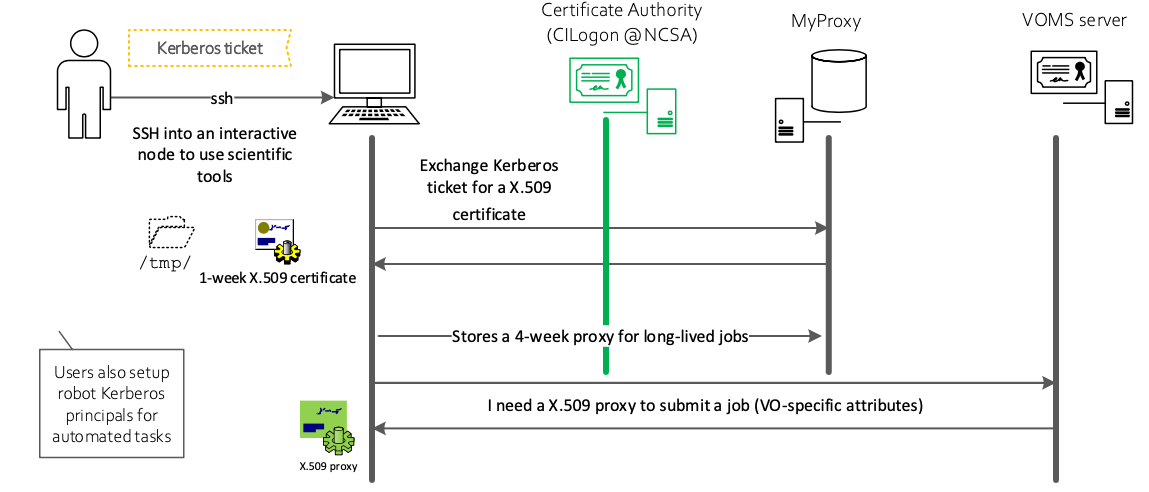 Certificate Authority
(CILogon @NCSA)
MyProxy
VOMS server
Kerberos ticket
ssh
SSH into an interactive
node to use scientific
tools
Exchange Kerberos
ticket for a X.509
certificate
/tmp/
1-week X.509 certificate
Stores a 4-week proxy for long-lived jobs
Users also setup
robot Kerberos
principals for
automated tasks
I need a X.509 proxy to submit a job (VO-specific attributes)
X.509 proxy